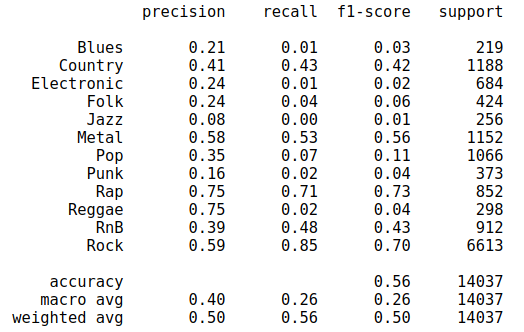 precision recall f1-score support
Blues 0.21 0.01 0.03 219
Country 0.41 0.43 0.42 1188
Electronic 0.24 0.01 0.02 684
Folk 0.24 0.04 0.06 424
Jazz 0.08 0.00 0.01 256
Metal 0.58 0.53 0.56 1152
Pop 0.35 0.07 0.11 1066
Punk 0.16 0.02 0.04 373
Rap 0.75 0.71 0.73 852
Reggae 0.75 0.02 0.04 298
RnB 0.39 0.48 0.43 912
Rock 0.59 0.85 0.70 6613
accuracy 0.56 14037
macro avg 0.40 0.26 0.26 14037
weighted avg 0.50 0.56 0.50 14037